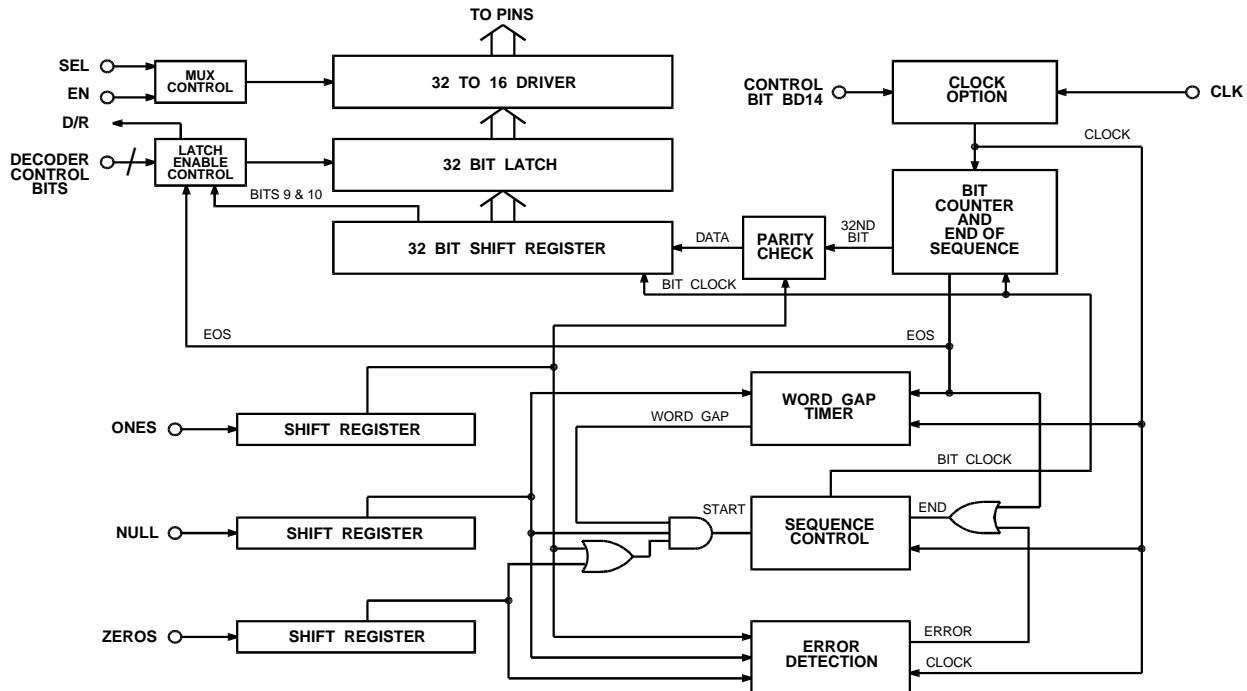 TO PINS
SEL
EN
D/R
DECODER
CONTROL
BITS
MUX
CONTROL
32 TO 16 DRIVER
LATCH
ENABLE
CONTROL
32 BIT LATCH
BITS 9 & 10
32 BIT SHIFT REGISTER
CONTROL
BIT BD14
CLOCK
OPTION
CLK
CLOCK
BIT
COUNTER
AND
END OF
SEQUENCE
32ND
BIT
PARITY
CHECK
DATA
BIT CLOCK
EOS
EOS
ONES
SHIFT REGISTER
WORD GAP
WORD GAP
TIMER
BIT CLOCK
NULL
SHIFT REGISTER
START
SEQUENCE
CONTROL
END
ZEROS
SHIFT REGISTER
ERROR
DETECTION
ERROR
CLOCK